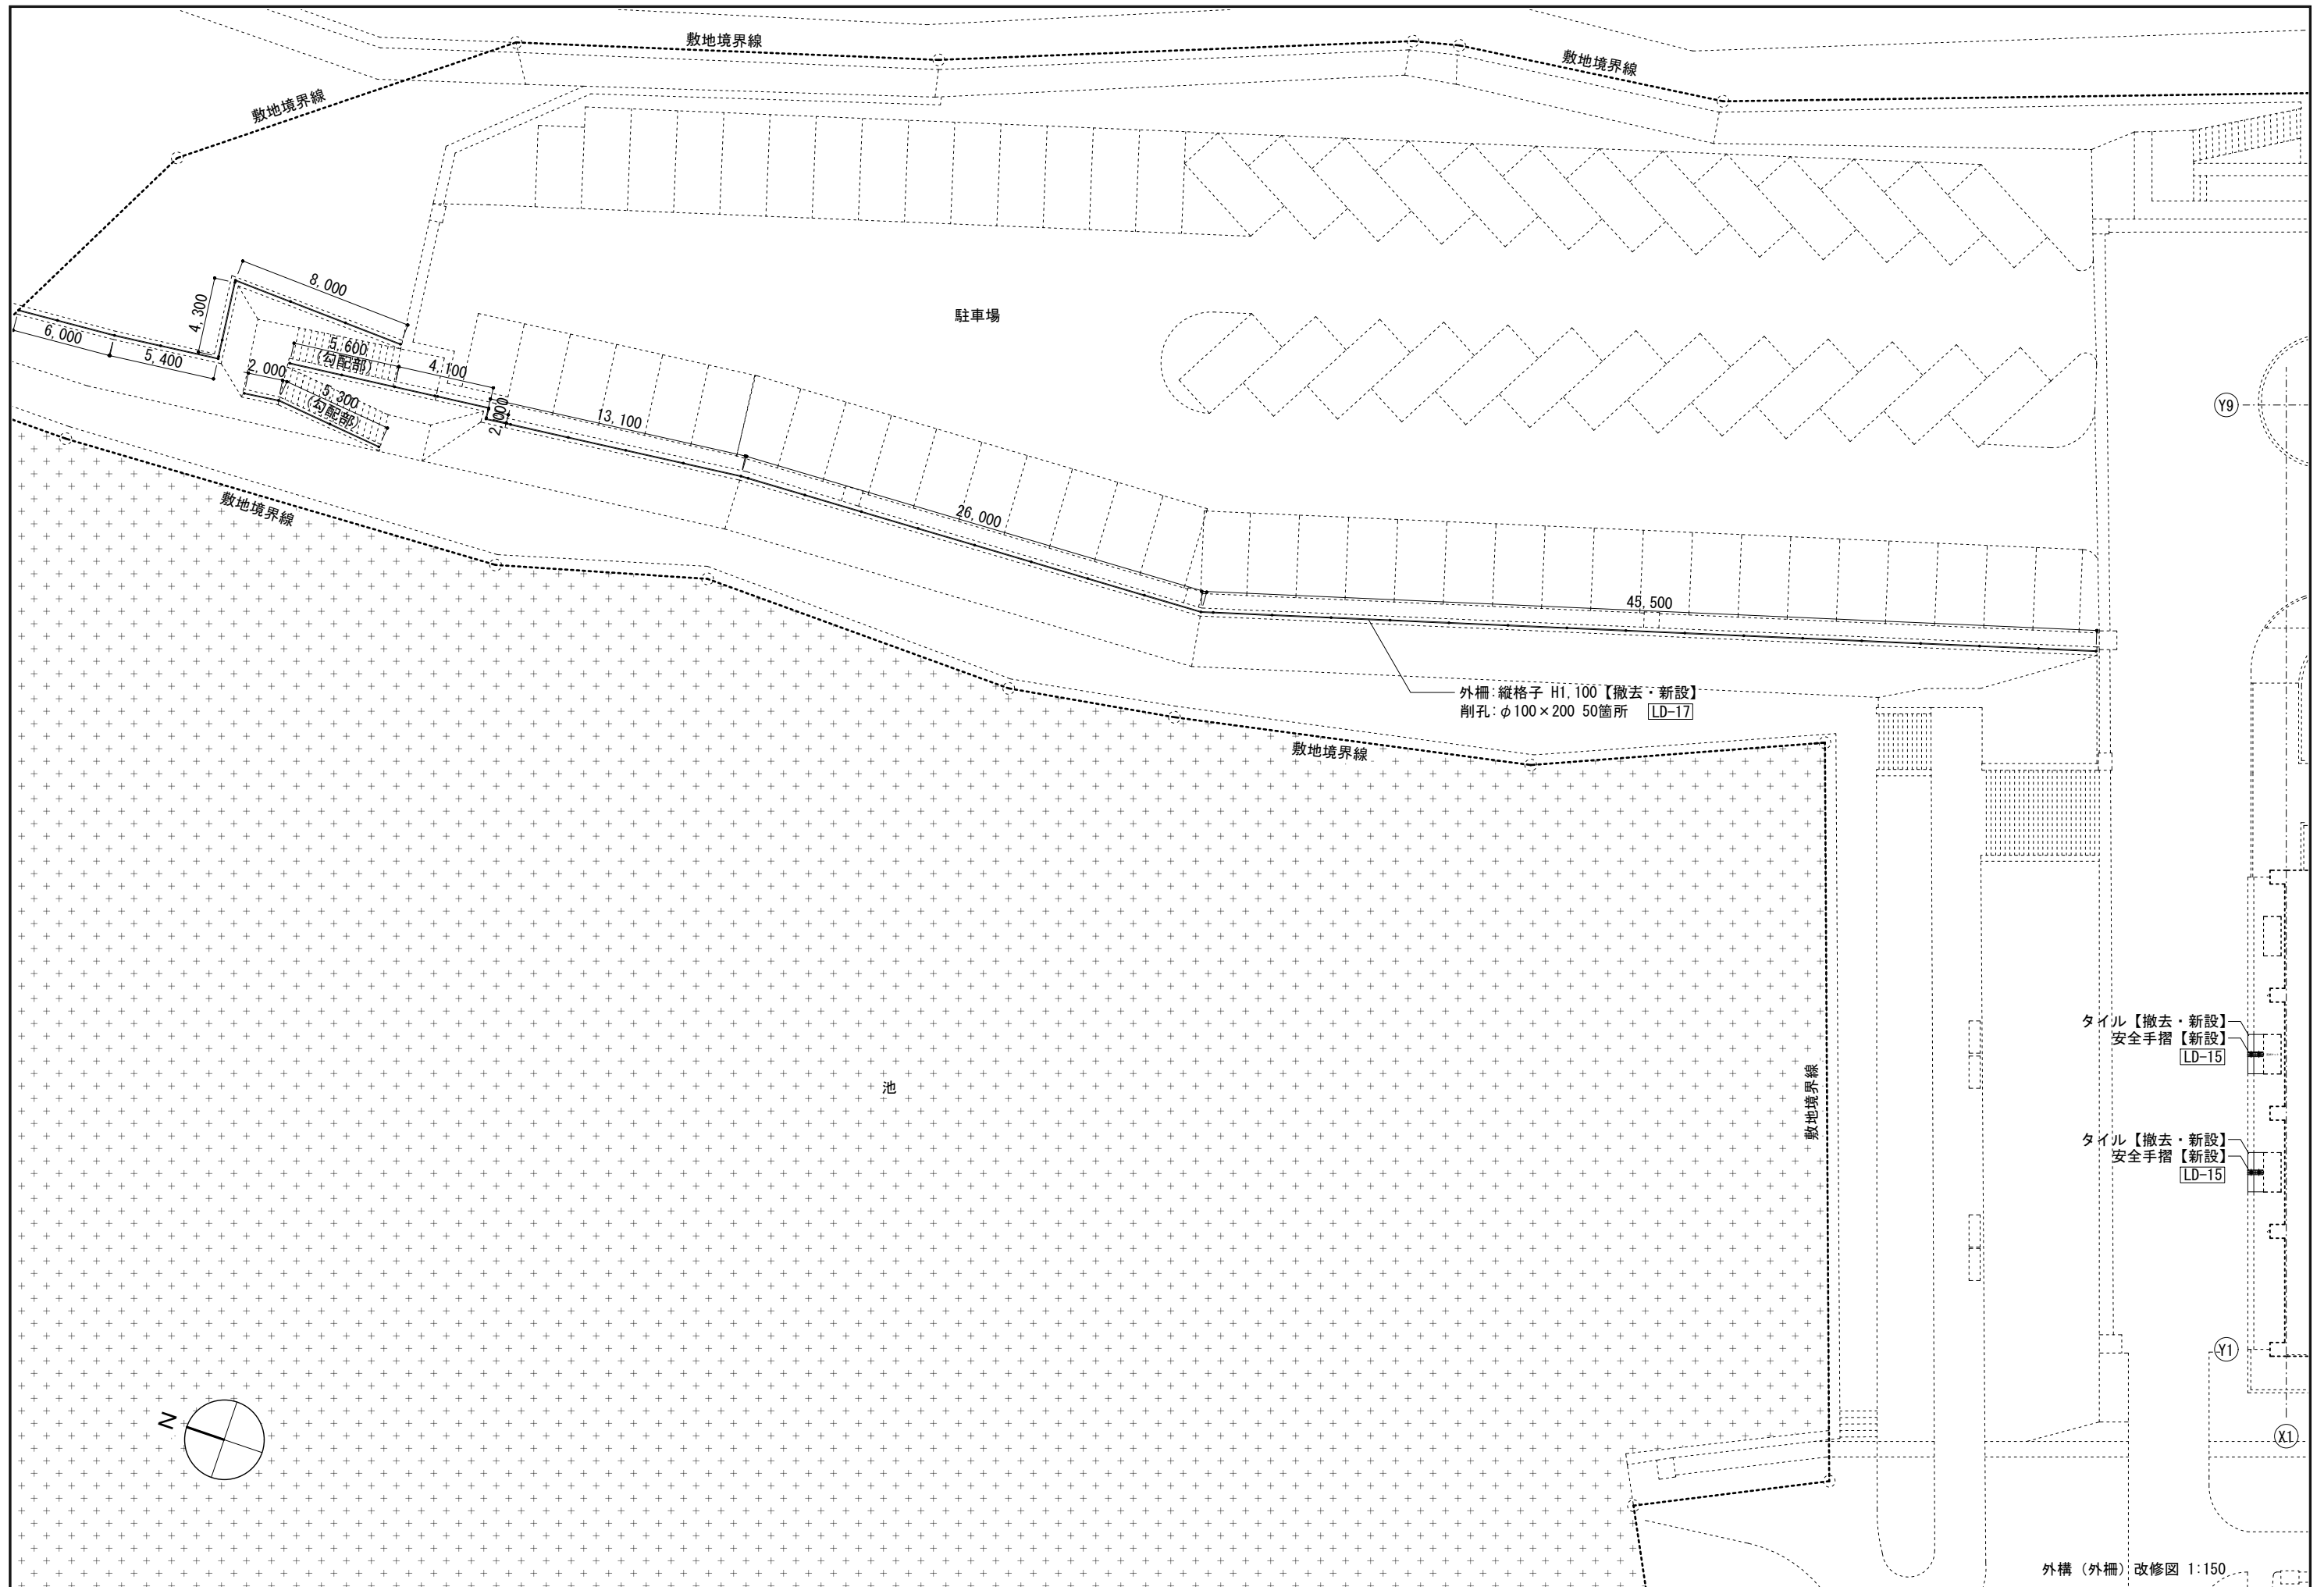 敷地境界線
敷地境界線
敷地境界線
8,000
4,300
6,000
5,400
駐車場
5,600
(勾配部)
4,100
2,000
5,300
(勾配部)
13,100
Y9
敷地境界線
26,000
45,500
外柵:縦格子 H1,100【撤去・新設】
削孔:φ100×200 50箇所 LD-17
敷地境界線
タイル【撤去・新設】
安全手摺【新設】
LD-15
池
敷地境界線
タイル【撤去・新設】
安全手摺【新設】
LD-15
Y1
N
X1
外構(外柵)改修図 1:150